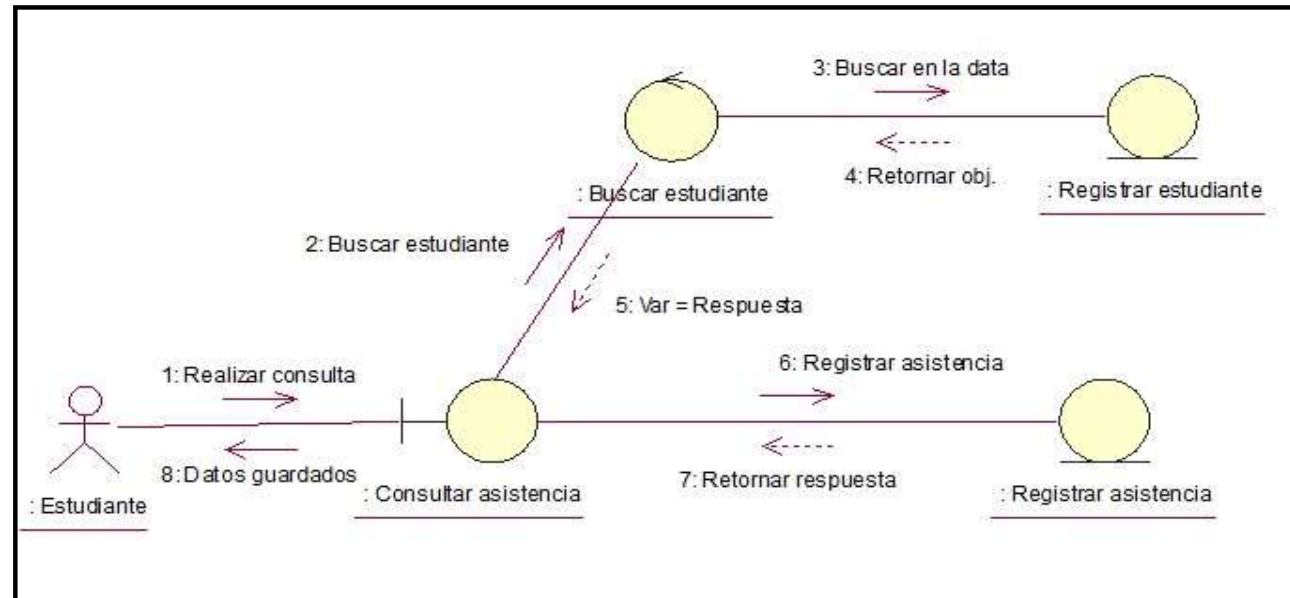 3: Buscar en la data
4: Retornar obj.
: Buscar estudiante
: Registrar estudiante
2: Buscar estudiante
5: Var = Respuesta
1: Realizar consulta
6: Registrar asistencia
8: Datos guardados
7: Retornar respuesta
: Estudiante
: Consultar asistencia
: Registrar asistencia